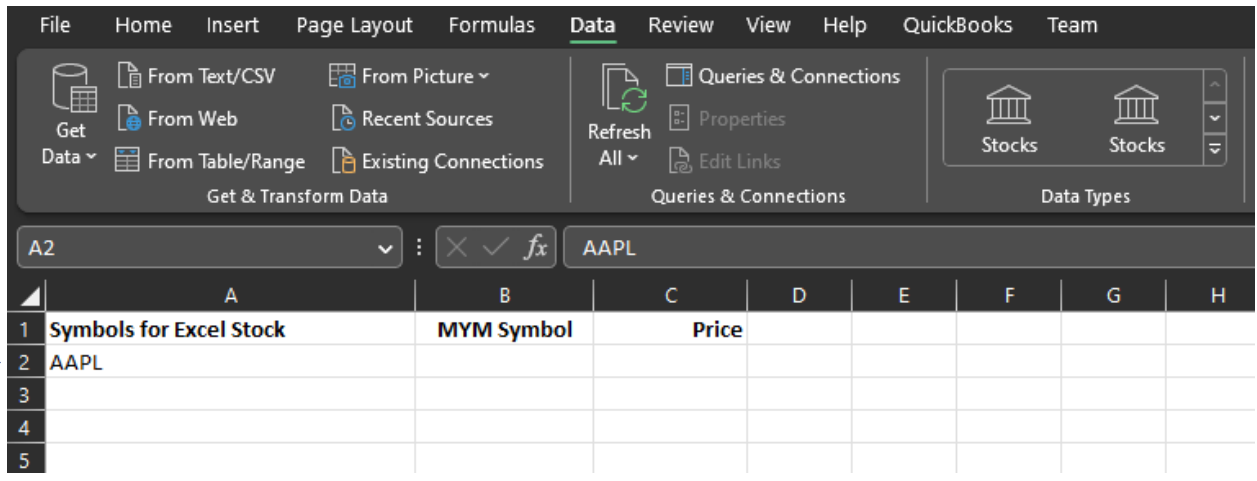 File Home Insert Page Layout Formulas Data Review View Help QuickBooks Team
Get Data
From Text/CSV
From Web
From Table/Range
From Picture
Recent Sources
Existing Connections
Get & Transform Data
Refresh All
Queries & Connections
Properties
Edit Links
Queries & Connections
Stocks Stocks
Data Types
A2 fx AAPL
A B C D E F G H
1 Symbols for Excel Stock MYM Symbol Price
2 AAPL
3
4
5